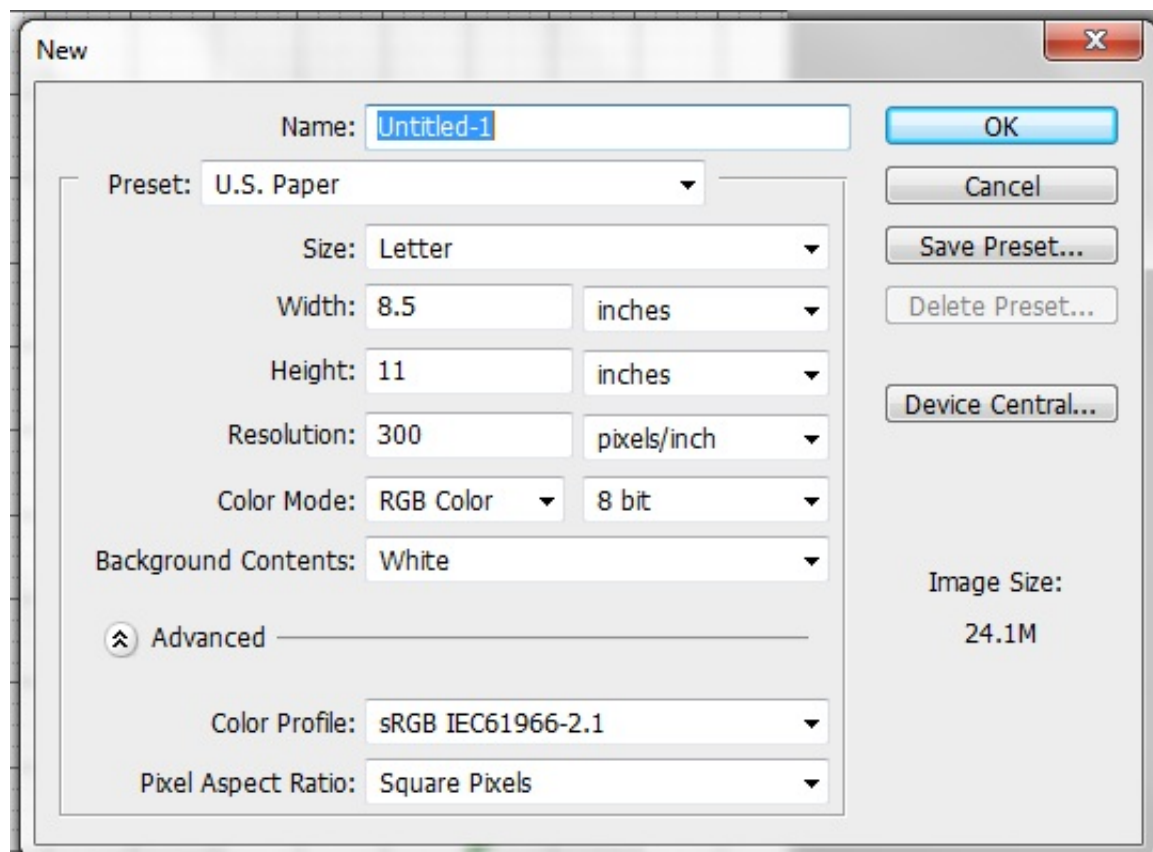 New
X
Name: Untitled-1
OK
Preset: U.S. Paper
Cancel
Size: Letter
Save Preset...
Width: 8.5 inches
Delete Preset...
Height: 11 inches
Device Central...
Resolution: 300 pixels/inch
Color Mode: RGB Color 8 bit
Background Contents: White
Image Size:
24.1M
Advanced
Color Profile: sRGB IEC61966-2.1
Pixel Aspect Ratio: Square Pixels